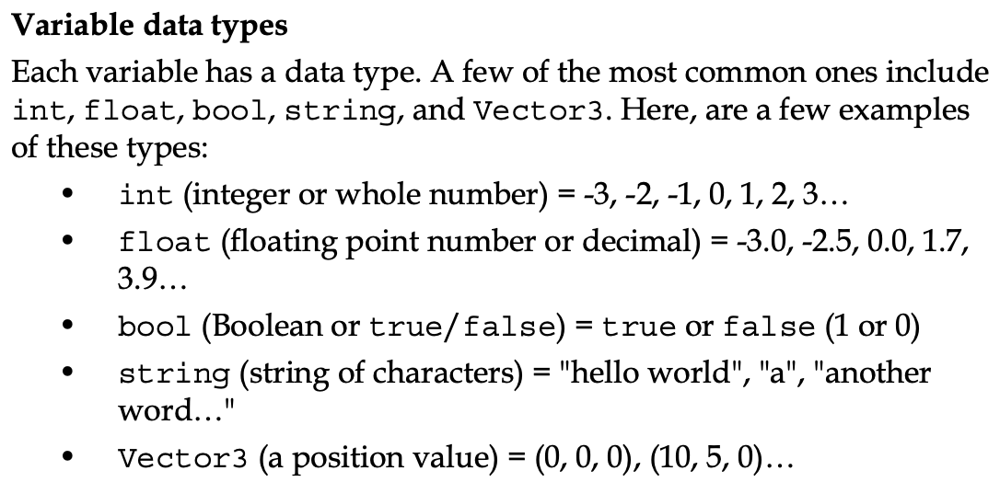 Variable data types
Each variable has a data type. A few of the most common ones include
int, float, bool, string, and Vector3. Here, are a few examples
of these types:
• int (integer or whole number) = -3, -2, -1, 0, 1, 2, 3…
• float (floating point number or decimal) = -3.0, -2.5, 0.0, 1.7,
3.9…
• bool (Boolean or true/false) = true or false (1 or 0)
• string (string of characters) = "hello world", "a", "another
word…"
• Vector3 (a position value) = (0, 0, 0), (10, 5, 0)…